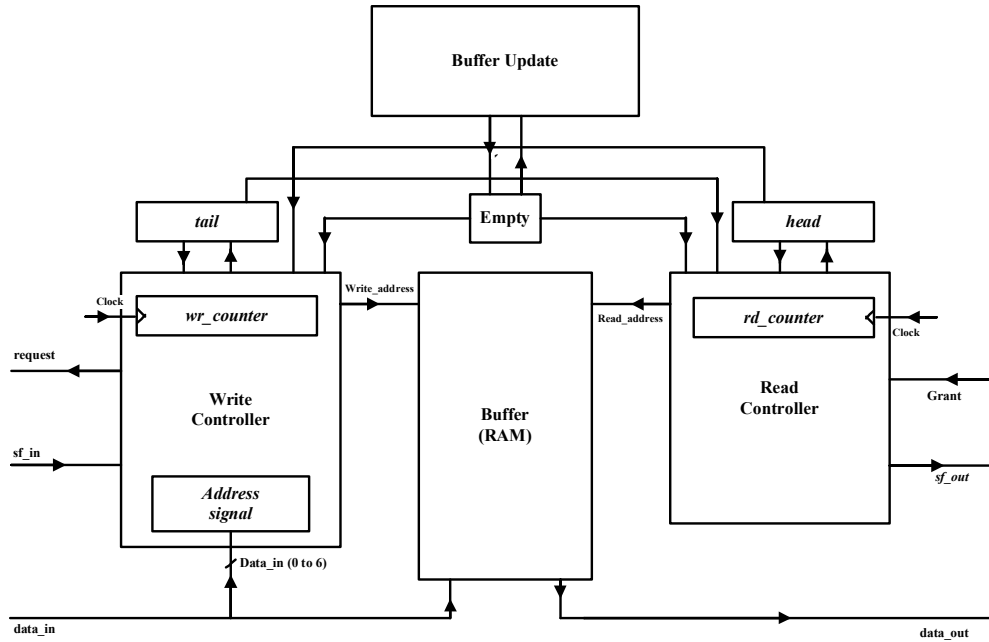 Buffer Update
tail
Empty
head
Clock
wr_counter
Write_address
Read_address
rd_counter
Clock
request
Write
Controller
Buffer
(RAM)
Read
Controller
Grant
sf_in
sf_out
Address
signal
Data_in (0 to 6)
data_in
data_out